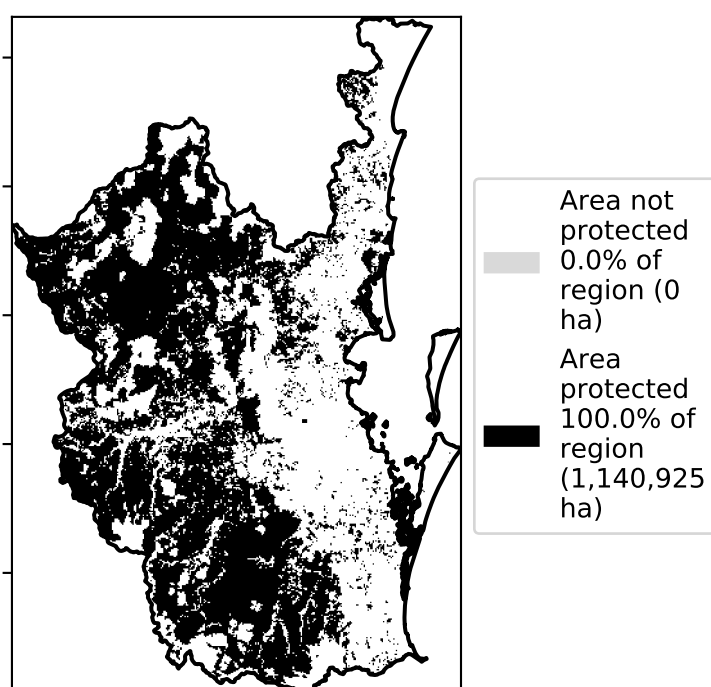 Area not
protected
0.0% of
region (0
ha)
Area
protected
100.0% of
region
(1,140,925
ha)